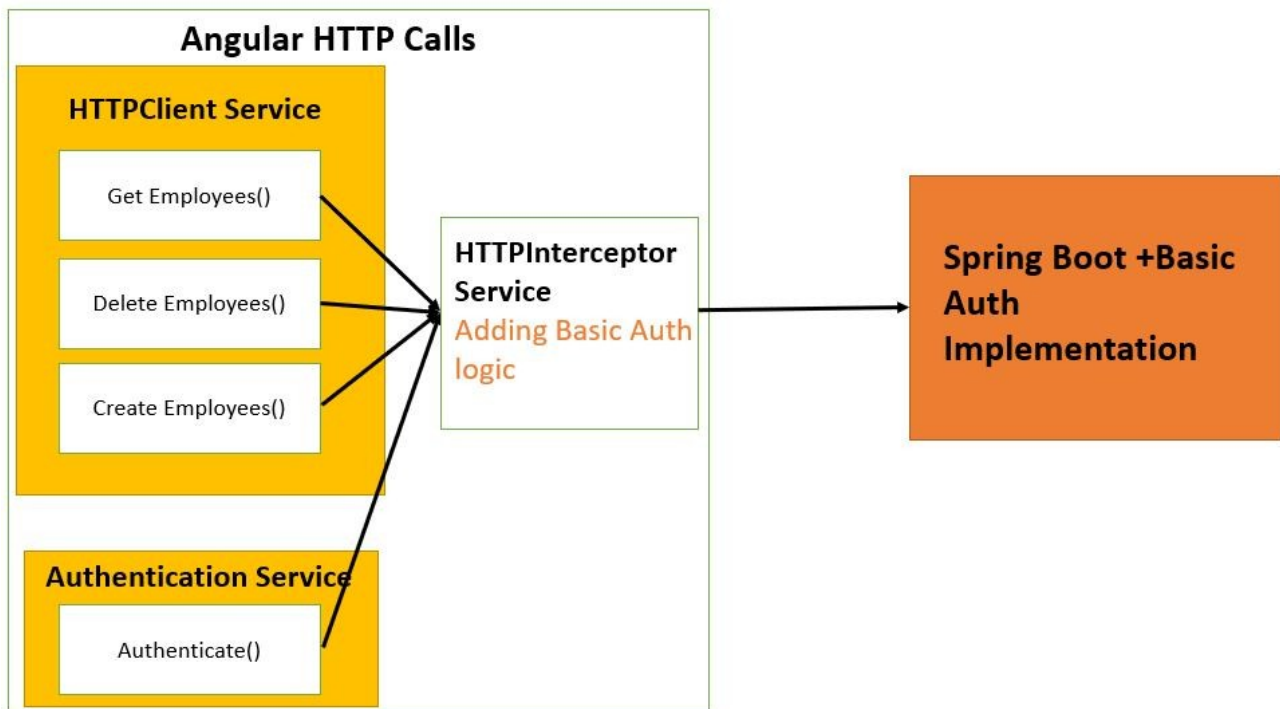 Angular HTTP Calls
HTTPClient Service
Get Employees()
Delete Employees()
Create Employees()
Authentication Service
Authenticate()
HTTPInterceptor
Service
Adding Basic Auth
logic
Spring Boot +Basic
Auth
Implementation